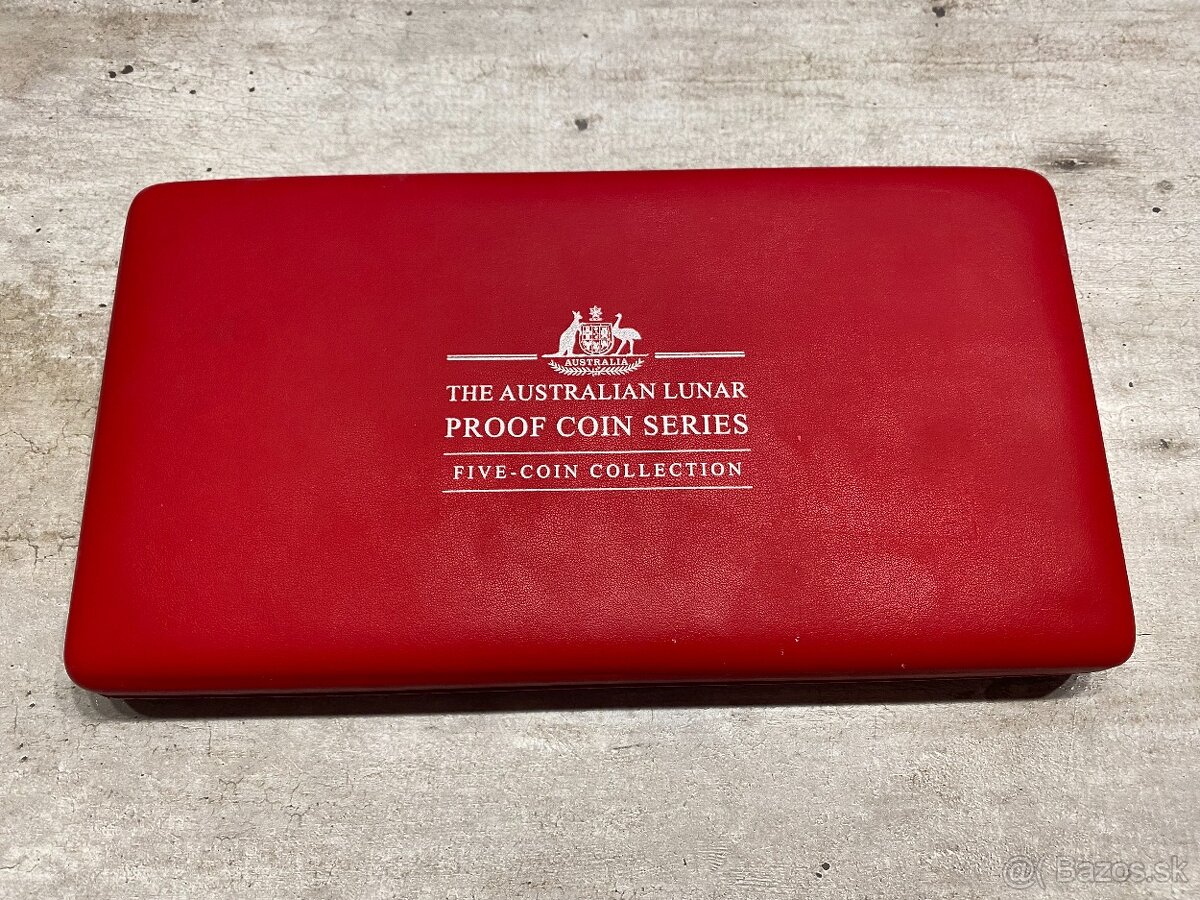 AUSTRALIA
THE AUSTRALIAN LUNAR
PROOF COIN SERIES
FIVE-COIN COLLECTION
@( Bazos.sk